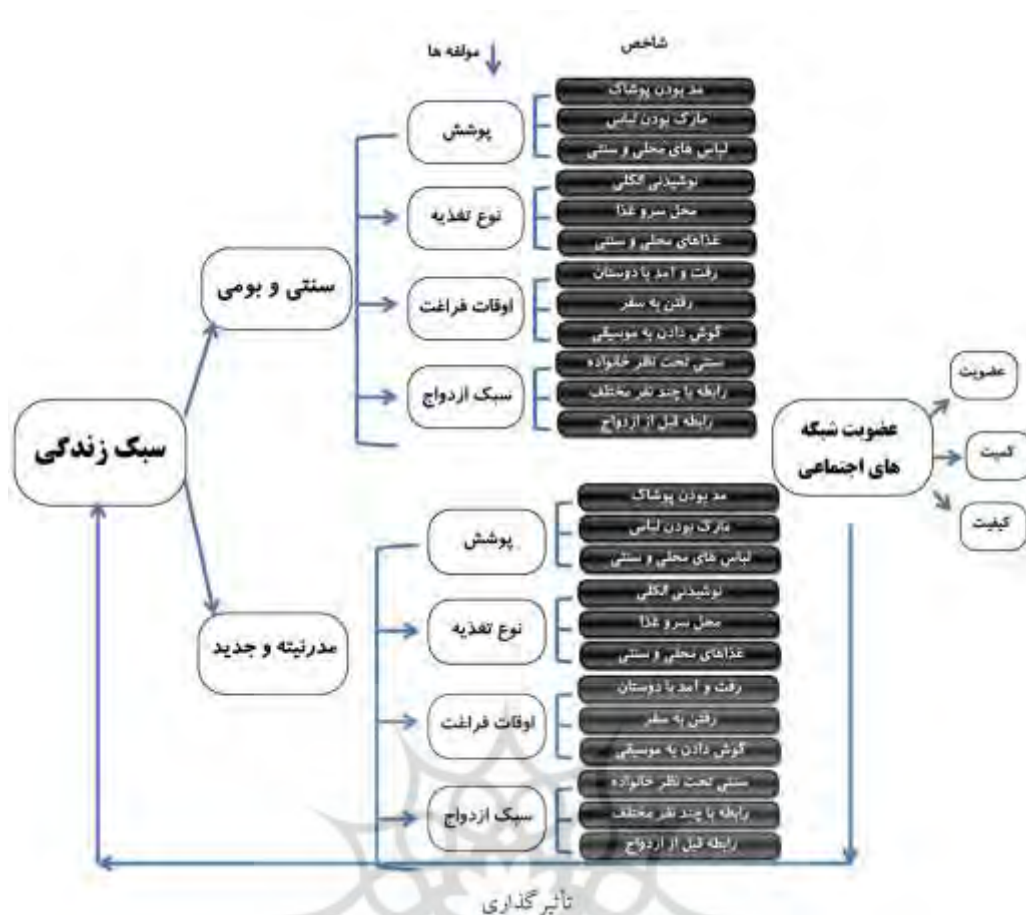 شاخص
مولفه ها
پوشش
مد بودن پوشاک
مارک بودن لباس
لباس های محلی و سنتی
نوع تغذیه
نوشیدنی الکلی
محل سرو غذا
غذاهای محلی و سنتی
اوقات فراغت
رفت و آمد با دوستان
رفتن به سفر
گوش دادن به موسیقی
سبک ازدواج
سنتی تحت نظر خانواده
رابطه با چند نفر مختلف
رابطه قبل از ازدواج
سنتی و بومی
سبک زندگی
مدرنیته و جدید
عضویت شبکه
های اجتماعی
عضویت
کمیت
کیفیت
پوشش
مد بودن پوشاک
مارک بودن لباس
لباس های محلی و سنتی
نوع تغذیه
نوشیدنی الکلی
محل سرو غذا
غذاهای محلی و سنتی
اوقات فراغت
رفت و آمد با دوستان
رفتن به سفر
گوش دادن به موسیقی
سبک ازدواج
سنتی تحت نظر خانواده
رابطه با چند نفر مختلف
رابطه قبل از ازدواج
تأثیرگذاری